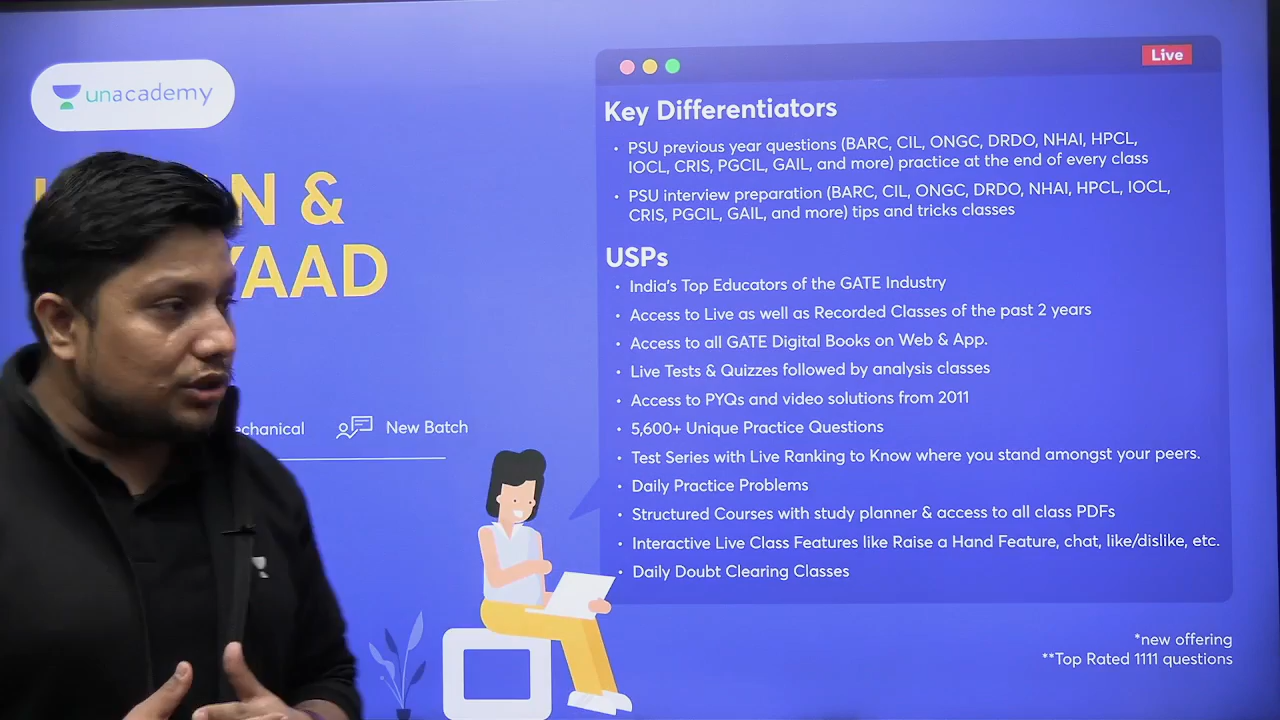 unacademy
N &
YAAD
echanical
New Batch
Live
Key Differentiators
• PSU previous year questions (BARC, CIL, ONGC, DRDO, NHAI, HPCL,
IOCL, CRIS, PGCIL, GAIL, and more) practice at the end of every class
• PSU interview preparation (BARC, CIL, ONGC, DRDO, NHAI, HPCL, IOCL,
CRIS, PGCIL, GAIL, and more) tips and tricks classes
USPs
• India's Top Educators of the GATE Industry
• Access to Live as well as Recorded Classes of the past 2 years
• Access to all GATE Digital Books on Web & App.
• Live Tests & Quizzes followed by analysis classes
• Access to PYQs and video solutions from 2011
• 5,600+ Unique Practice Questions
• Test Series with Live Ranking to Know where you stand amongst your peers.
• Daily Practice Problems
• Structured Courses with study planner & access to all class PDFs
• Interactive Live Class Features like Raise a Hand Feature, chat, like/dislike, etc.
• Daily Doubt Clearing Classes
*new offering
**Top Rated 1111 questions